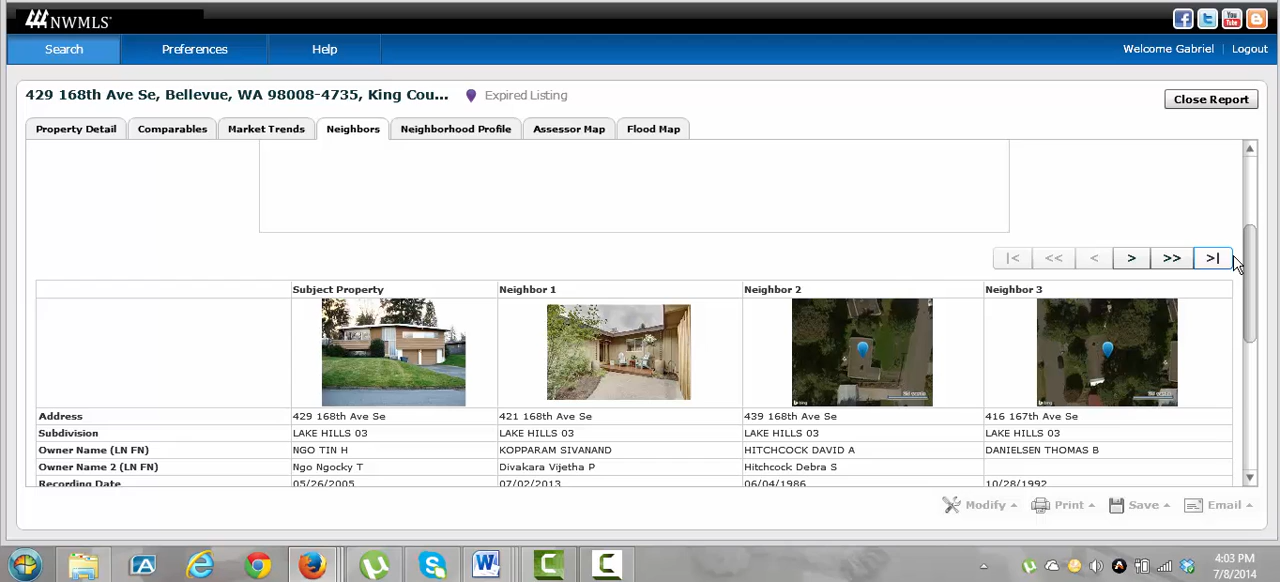 NWMLS
Search Preferences Help Welcome Gabriel | Logout
429 168th Ave Se, Bellevue, WA 98008-4735, King Cou... Expired Listing
Close Report
Property Detail Comparables Market Trends Neighbors Neighborhood Profile Assessor Map Flood Map
|< << < > >> >|
Subject Property Neighbor 1 Neighbor 2 Neighbor 3
Address 429 168th Ave Se 421 168th Ave Se 439 168th Ave Se 416 167th Ave Se
Subdivision LAKE HILLS 03 LAKE HILLS 03 LAKE HILLS 03 LAKE HILLS 03
Owner Name (LN FN) NGO TIN H KOPPARAM SIVANAND HITCHCOCK DAVID A DANIELSEN THOMAS B
Owner Name 2 (LN FN) Ngo Ngocky T Divakara Vijetha P Hitchcock Debra S
Recording Date 05/26/2005 07/02/2013 06/04/1986 10/28/1992
Modify Print Save Email
4:03 PM
7/8/2014